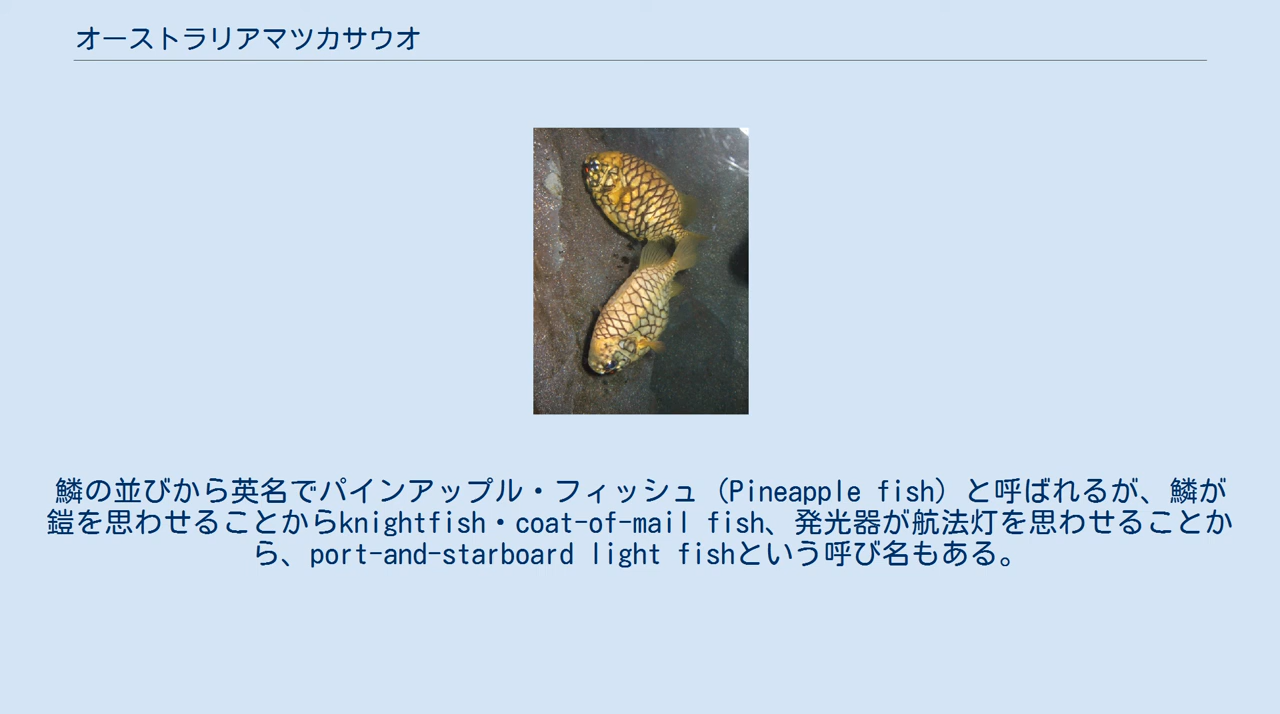 オーストラリアマツカサウオ
鱗の並びから英名でパインアップル・フィッシュ（Pineapple fish）と呼ばれるが、鱗が
鎧を思わせることからknightfish・coat-of-mail fish、発光器が航法灯を思わせることか
ら、port-and-starboard light fishという呼び名もある。